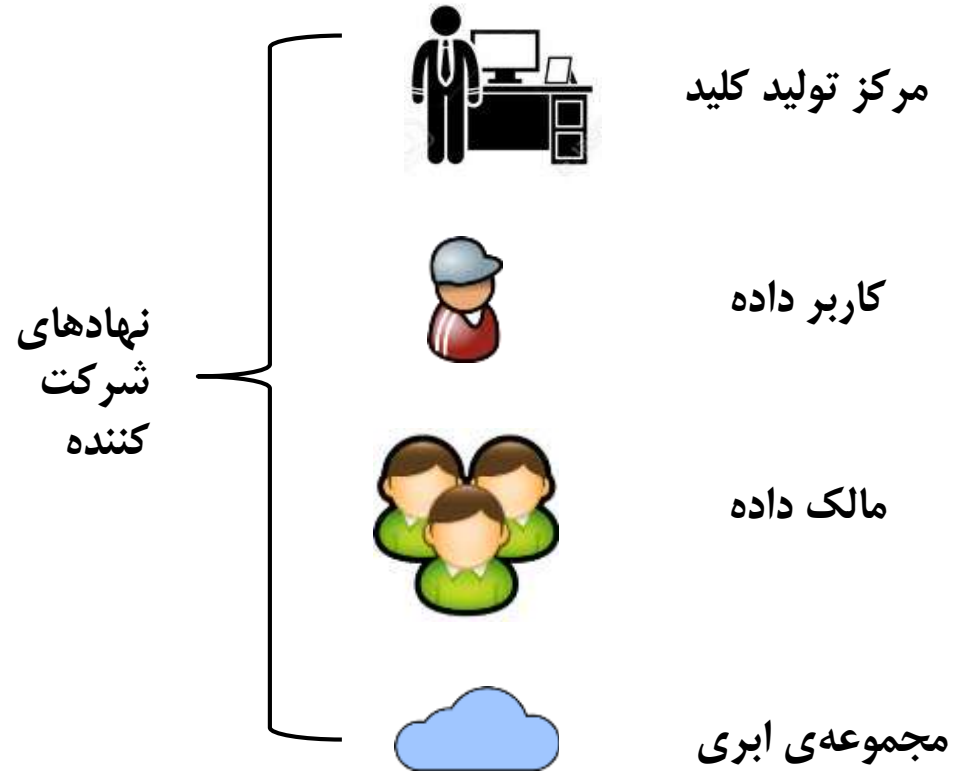 مرکز تولید کلید
کاربر داده
نهادهای
شرکت
کننده
مالک داده
مجموعه‌ی ابری